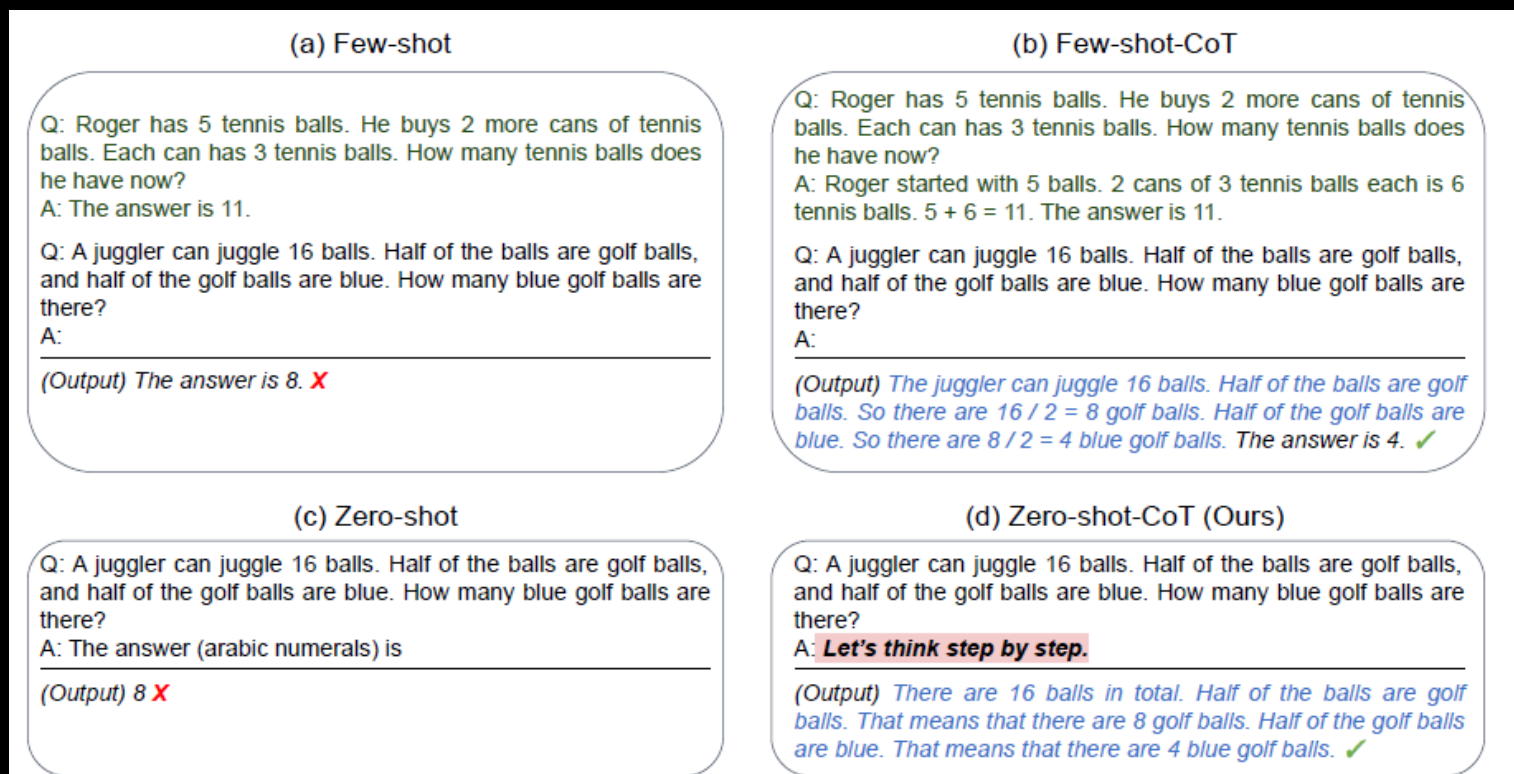 (a) Few-shot
Q: Roger has 5 tennis balls. He buys 2 more cans of tennis
balls. Each can has 3 tennis balls. How many tennis balls does
he have now?
A: The answer is 11.
Q: A juggler can juggle 16 balls. Half of the balls are golf balls,
and half of the golf balls are blue. How many blue golf balls are
there?
A:
(Output) The answer is 8. X
(b) Few-shot-CoT
Q: Roger has 5 tennis balls. He buys 2 more cans of tennis
balls. Each can has 3 tennis balls. How many tennis balls does
he have now?
A: Roger started with 5 balls. 2 cans of 3 tennis balls each is 6
tennis balls. 5 + 6 = 11. The answer is 11.
Q: A juggler can juggle 16 balls. Half of the balls are golf balls,
and half of the golf balls are blue. How many blue golf balls are
there?
A:
(Output) The juggler can juggle 16 balls. Half of the balls are golf
balls. So there are 16 / 2 = 8 golf balls. Half of the golf balls are
blue. So there are 8 / 2 = 4 blue golf balls. The answer is 4. ✓
(c) Zero-shot
Q: A juggler can juggle 16 balls. Half of the balls are golf balls,
and half of the golf balls are blue. How many blue golf balls are
there?
A: The answer (arabic numerals) is
(Output) 8 X
(d) Zero-shot-CoT (Ours)
Q: A juggler can juggle 16 balls. Half of the balls are golf balls,
and half of the golf balls are blue. How many blue golf balls are
there?
A: Let's think step by step.
(Output) There are 16 balls in total. Half of the balls are golf
balls. That means that there are 8 golf balls. Half of the golf balls
are blue. That means that there are 4 blue golf balls. ✓